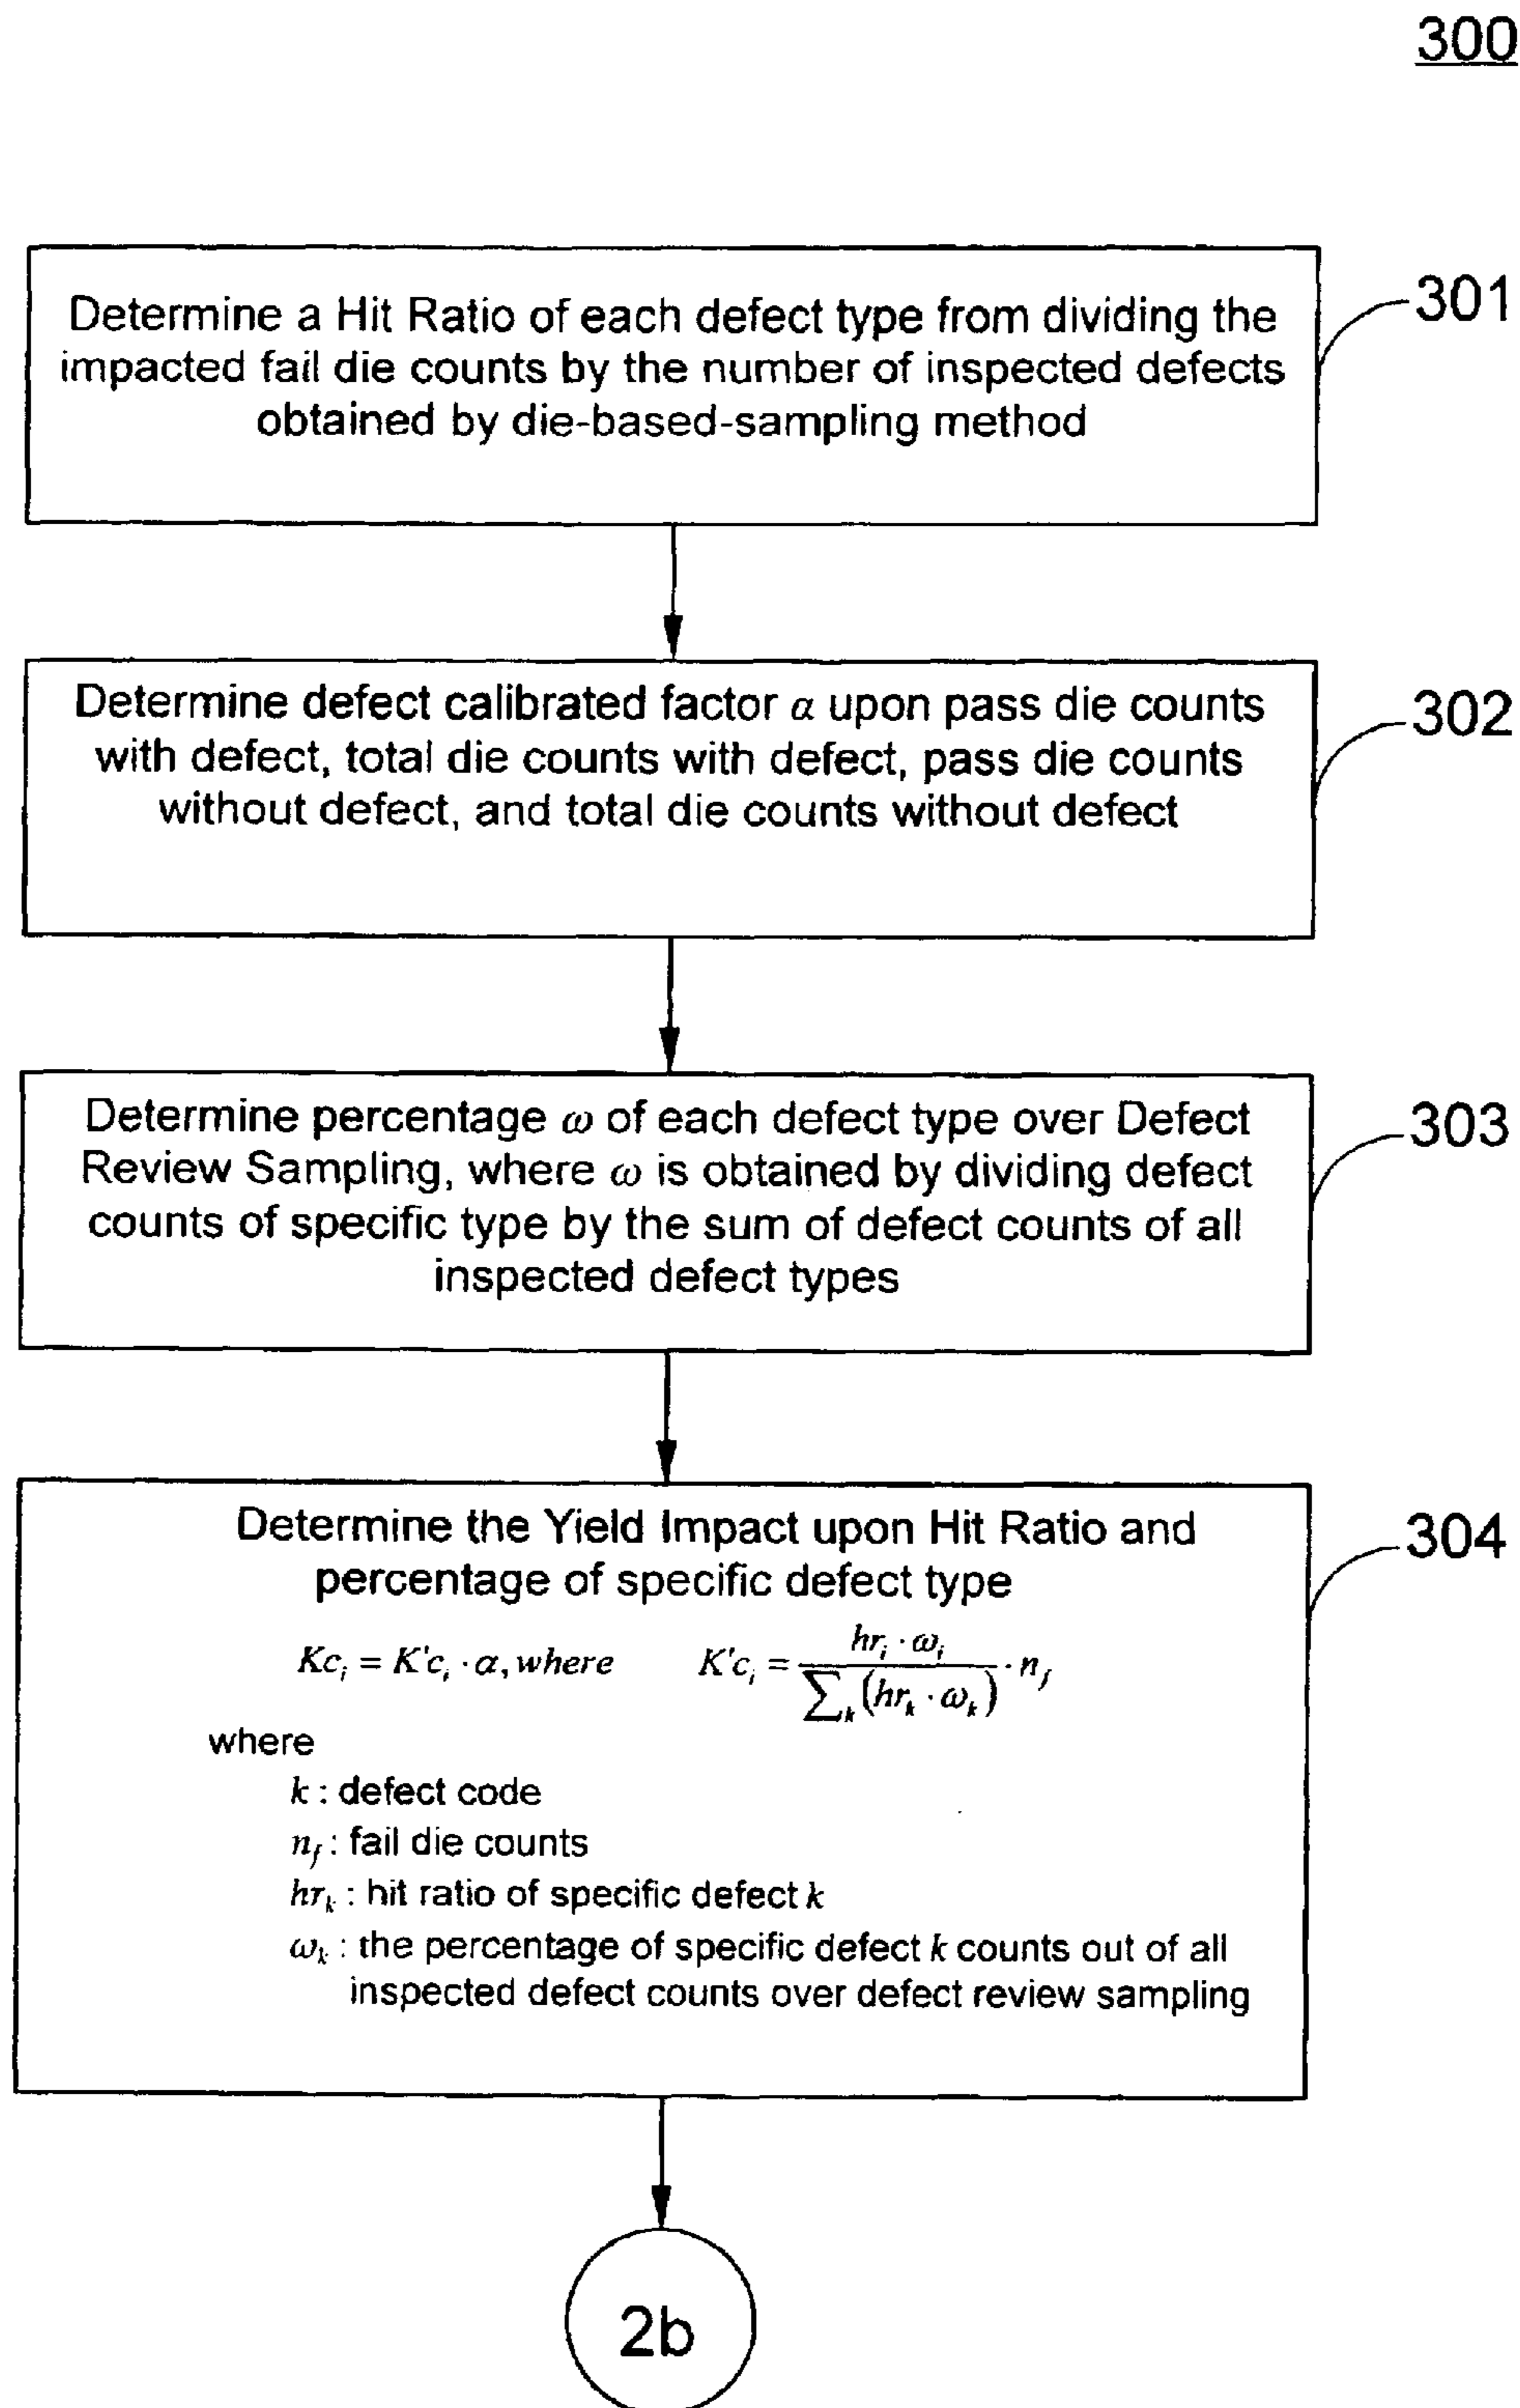 300
Determine a Hit Ratio of each defect type from dividing the
impacted fail die counts by the number of inspected defects
obtained by die-based-sampling method
301
Determine defect calibrated factor α upon pass die counts
with defect, total die counts with defect, pass die counts
without defect, and total die counts without defect
302
Determine percentage ω of each defect type over Defect
Review Sampling, where ω is obtained by dividing defect
counts of specific type by the sum of defect counts of all
inspected defect types
303
Determine the Yield Impact upon Hit Ratio and
percentage of specific defect type
304
Kc_i = K'c_i · α, where K'c_i = \frac{hr_i · ω_i}{\sum_k (hr_k · ω_k)} · n_f
where
k : defect code
n_f : fail die counts
hr_k : hit ratio of specific defect k
ω_k : the percentage of specific defect k counts out of all
inspected defect counts over defect review sampling
2b